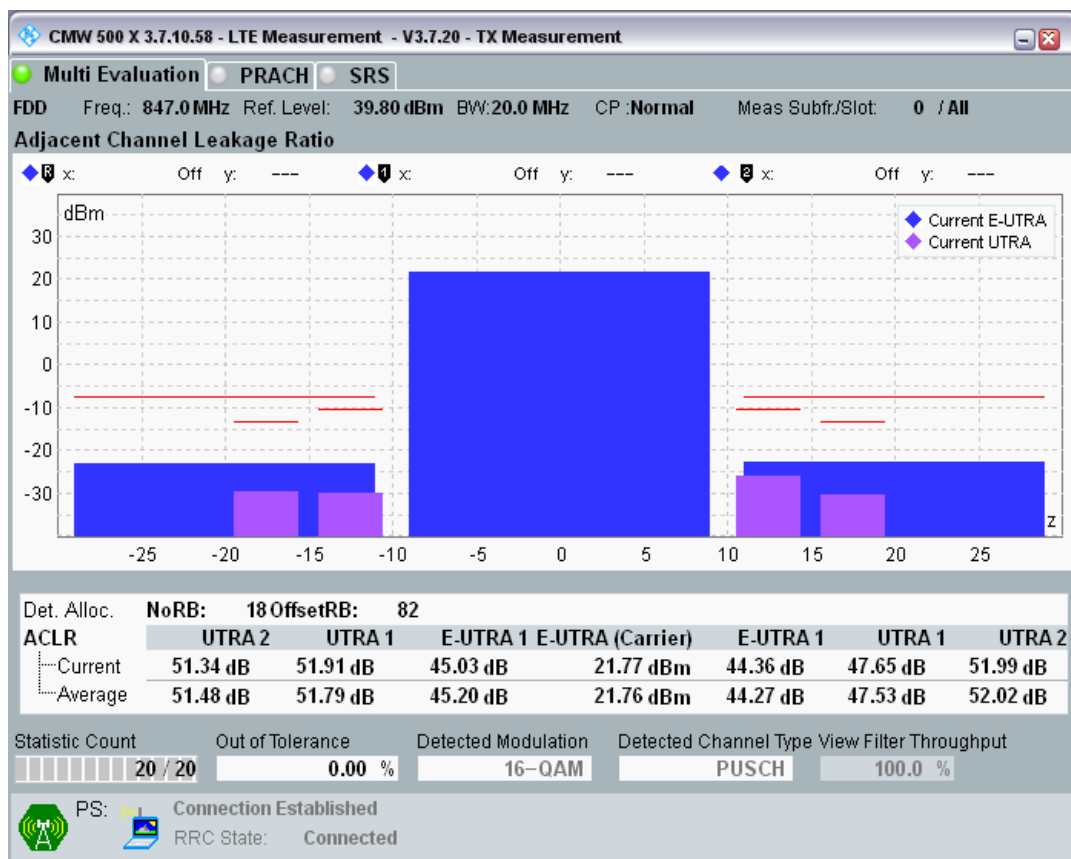 CMW 500 X 3.7.10.58 - LTE Measurement - V3.7.20 - TX Measurement
Multi Evaluation PRACH SRS
FDD Freq.: 847.0 MHz Ref. Level: 39.80 dBm BW:20.0 MHz CP :Normal Meas Subfr./Slot: 0 / All
Adjacent Channel Leakage Ratio
R x: Off y: --- 1 x: Off y: --- 2 x: Off y: ---
dBm
Current E-UTRA
Current UTRA
30
20
10
0
-10
-20
-30
z
-25 -20 -15 -10 -5 0 5 10 15 20 25
Det. Alloc. NoRB: 18 OffsetRB: 82
ACLR UTRA 2 UTRA 1 E-UTRA 1 E-UTRA (Carrier) E-UTRA 1 UTRA 1 UTRA 2
Current 51.34 dB 51.91 dB 45.03 dB 21.77 dBm 44.36 dB 47.65 dB 51.99 dB
Average 51.48 dB 51.79 dB 45.20 dB 21.76 dBm 44.27 dB 47.53 dB 52.02 dB
Statistic Count Out of Tolerance Detected Modulation Detected Channel Type View Filter Throughput
20 / 20 0.00 % 16-QAM PUSCH 100.0 %
PS: Connection Established
RRC State: Connected